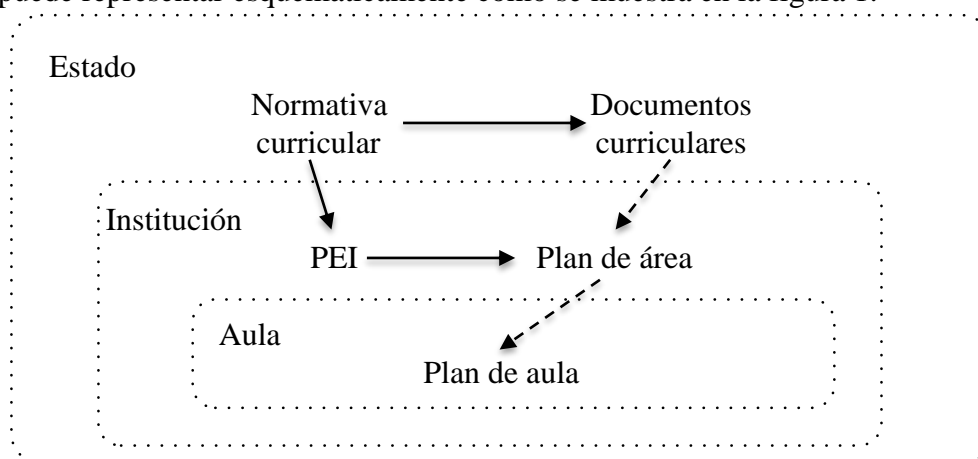 puede representar esquemáticamente como se muestra en la figura 1.
Estado
Normativa
curricular
Documentos
curriculares
Institución
PEI
Plan de área
Aula
Plan de aula